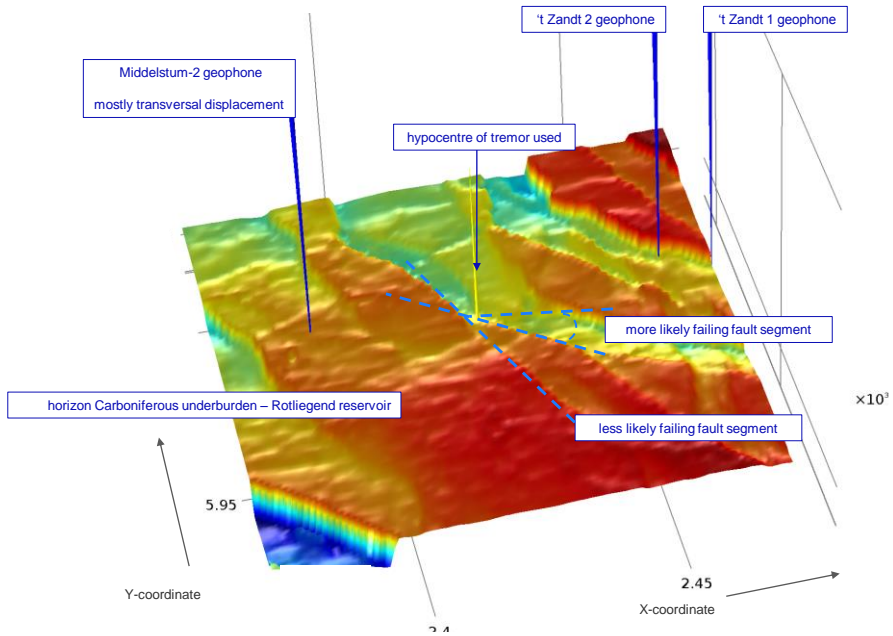 't Zandt 2 geophone
't Zandt 1 geophone
Middelstum-2 geophone
mostly transversal displacement
hypocentre of tremor used
more likely failing fault segment
×10³
horizon Carboniferous underburden – Rotliegend reservoir
less likely failing fault segment
5.95
2.45
Y-coordinate
X-coordinate